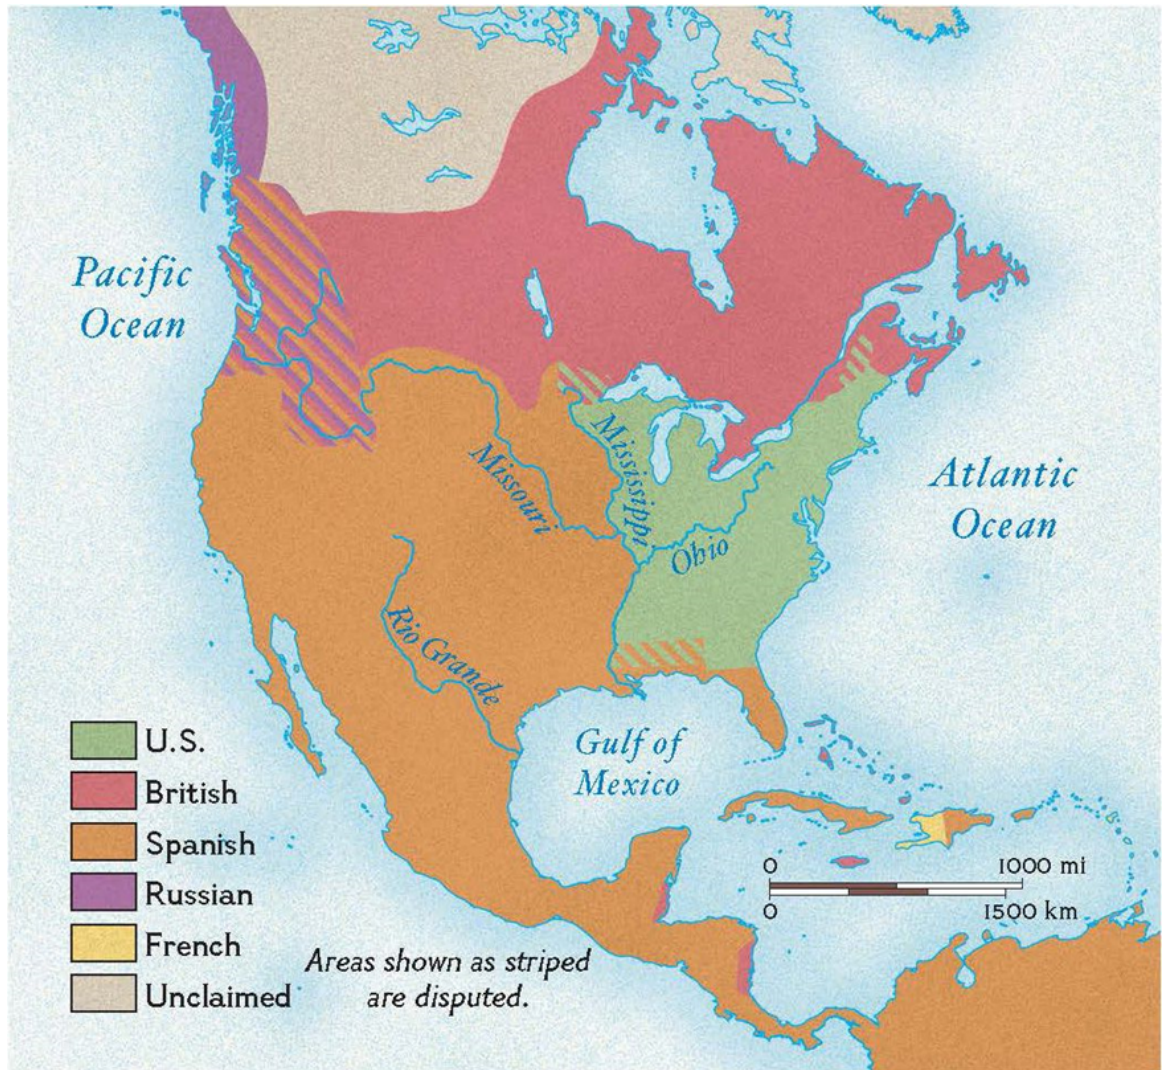 Pacific
Ocean
Missouri
Mississippi
Ohio
Atlantic
Ocean
Rio Grande
Gulf of
Mexico
U.S.
British
Spanish
Russian
French
Unclaimed
Areas shown as striped
are disputed.
0 1000 mi
0 1500 km